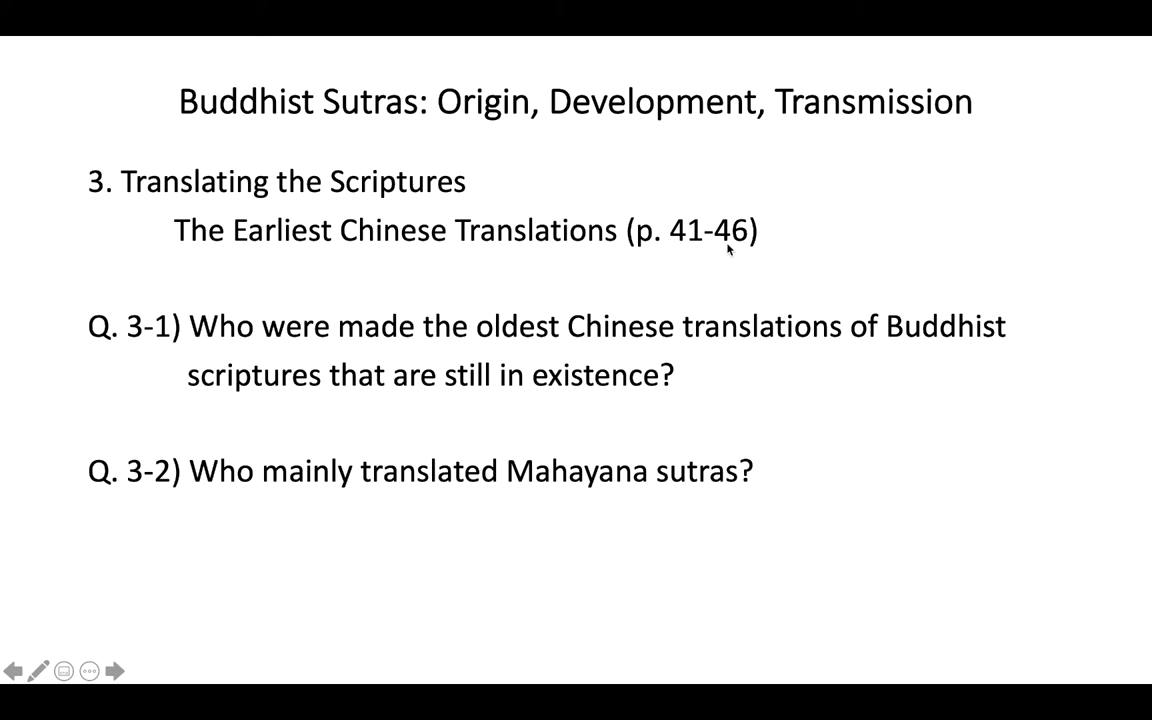 Buddhist Sutras: Origin, Development, Transmission
3. Translating the Scriptures
The Earliest Chinese Translations (p. 41-46)
Q. 3-1) Who were made the oldest Chinese translations of Buddhist
scriptures that are still in existence?
Q. 3-2) Who mainly translated Mahayana sutras?